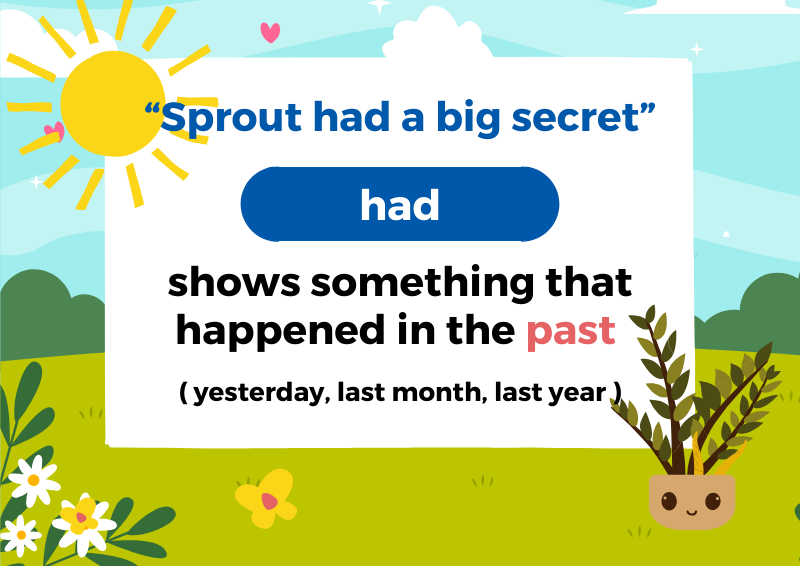 “Sprout had a big secret”
had
shows something that
happened in the past
( yesterday, last month, last year )